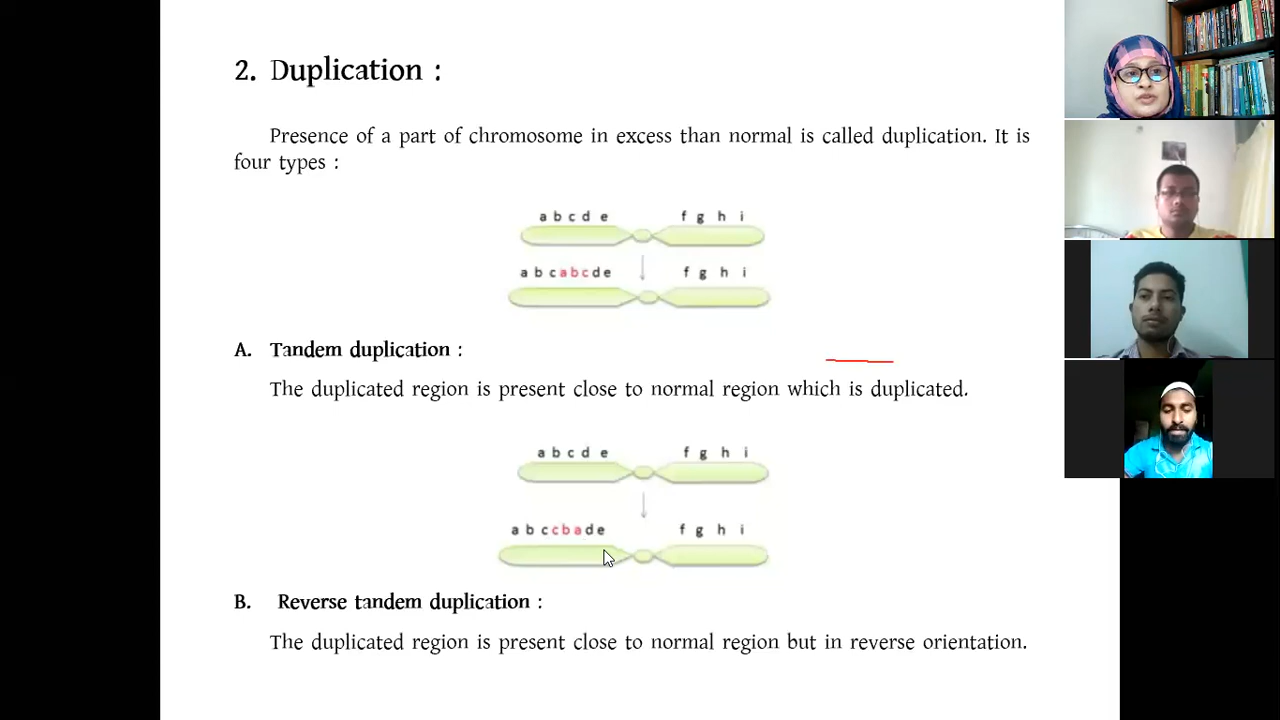 2. Duplication :
Presence of a part of chromosome in excess than normal is called duplication. It is
four types :
a b c d e f g h i
a b c a b c d e f g h i
A. Tandem duplication :
The duplicated region is present close to normal region which is duplicated.
a b c d e f g h i
a b c c b a d e f g h i
B. Reverse tandem duplication :
The duplicated region is present close to normal region but in reverse orientation.